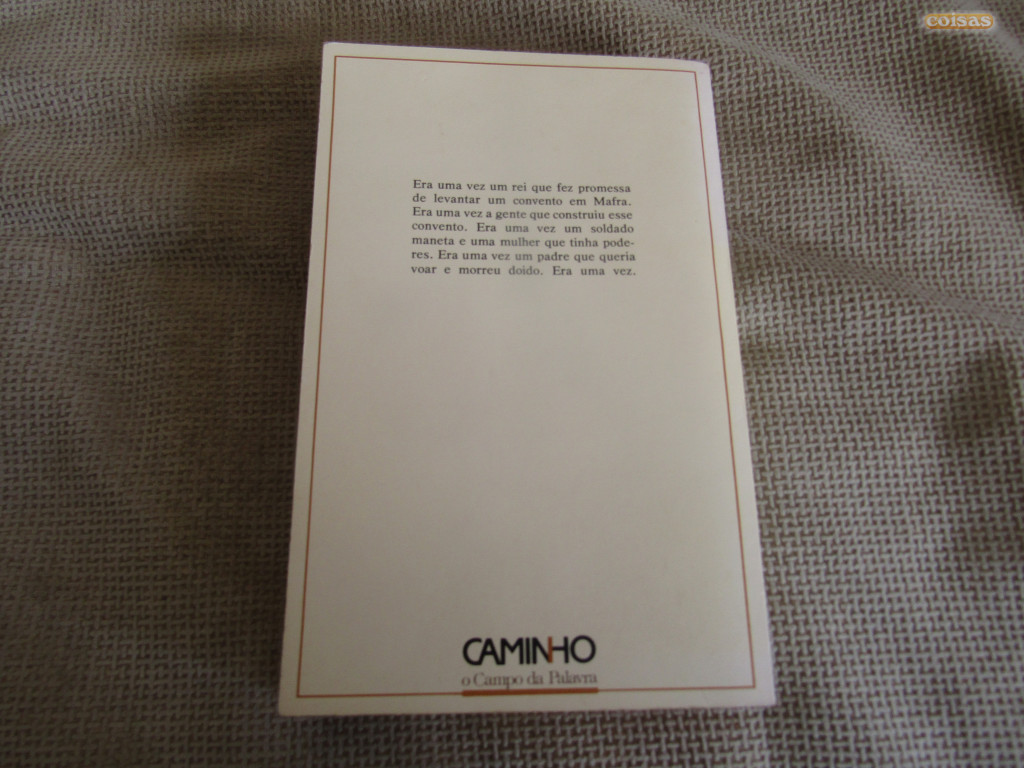 coisas
Era uma vez um rei que fez promessa
de levantar um convento em Mafra.
Era uma vez a gente que construiu esse
convento. Era uma vez um soldado
maneta e uma mulher que tinha pode-
res. Era uma vez um padre que queria
voar e morreu doido. Era uma vez.
CAMINHO
o Campo da Palavra